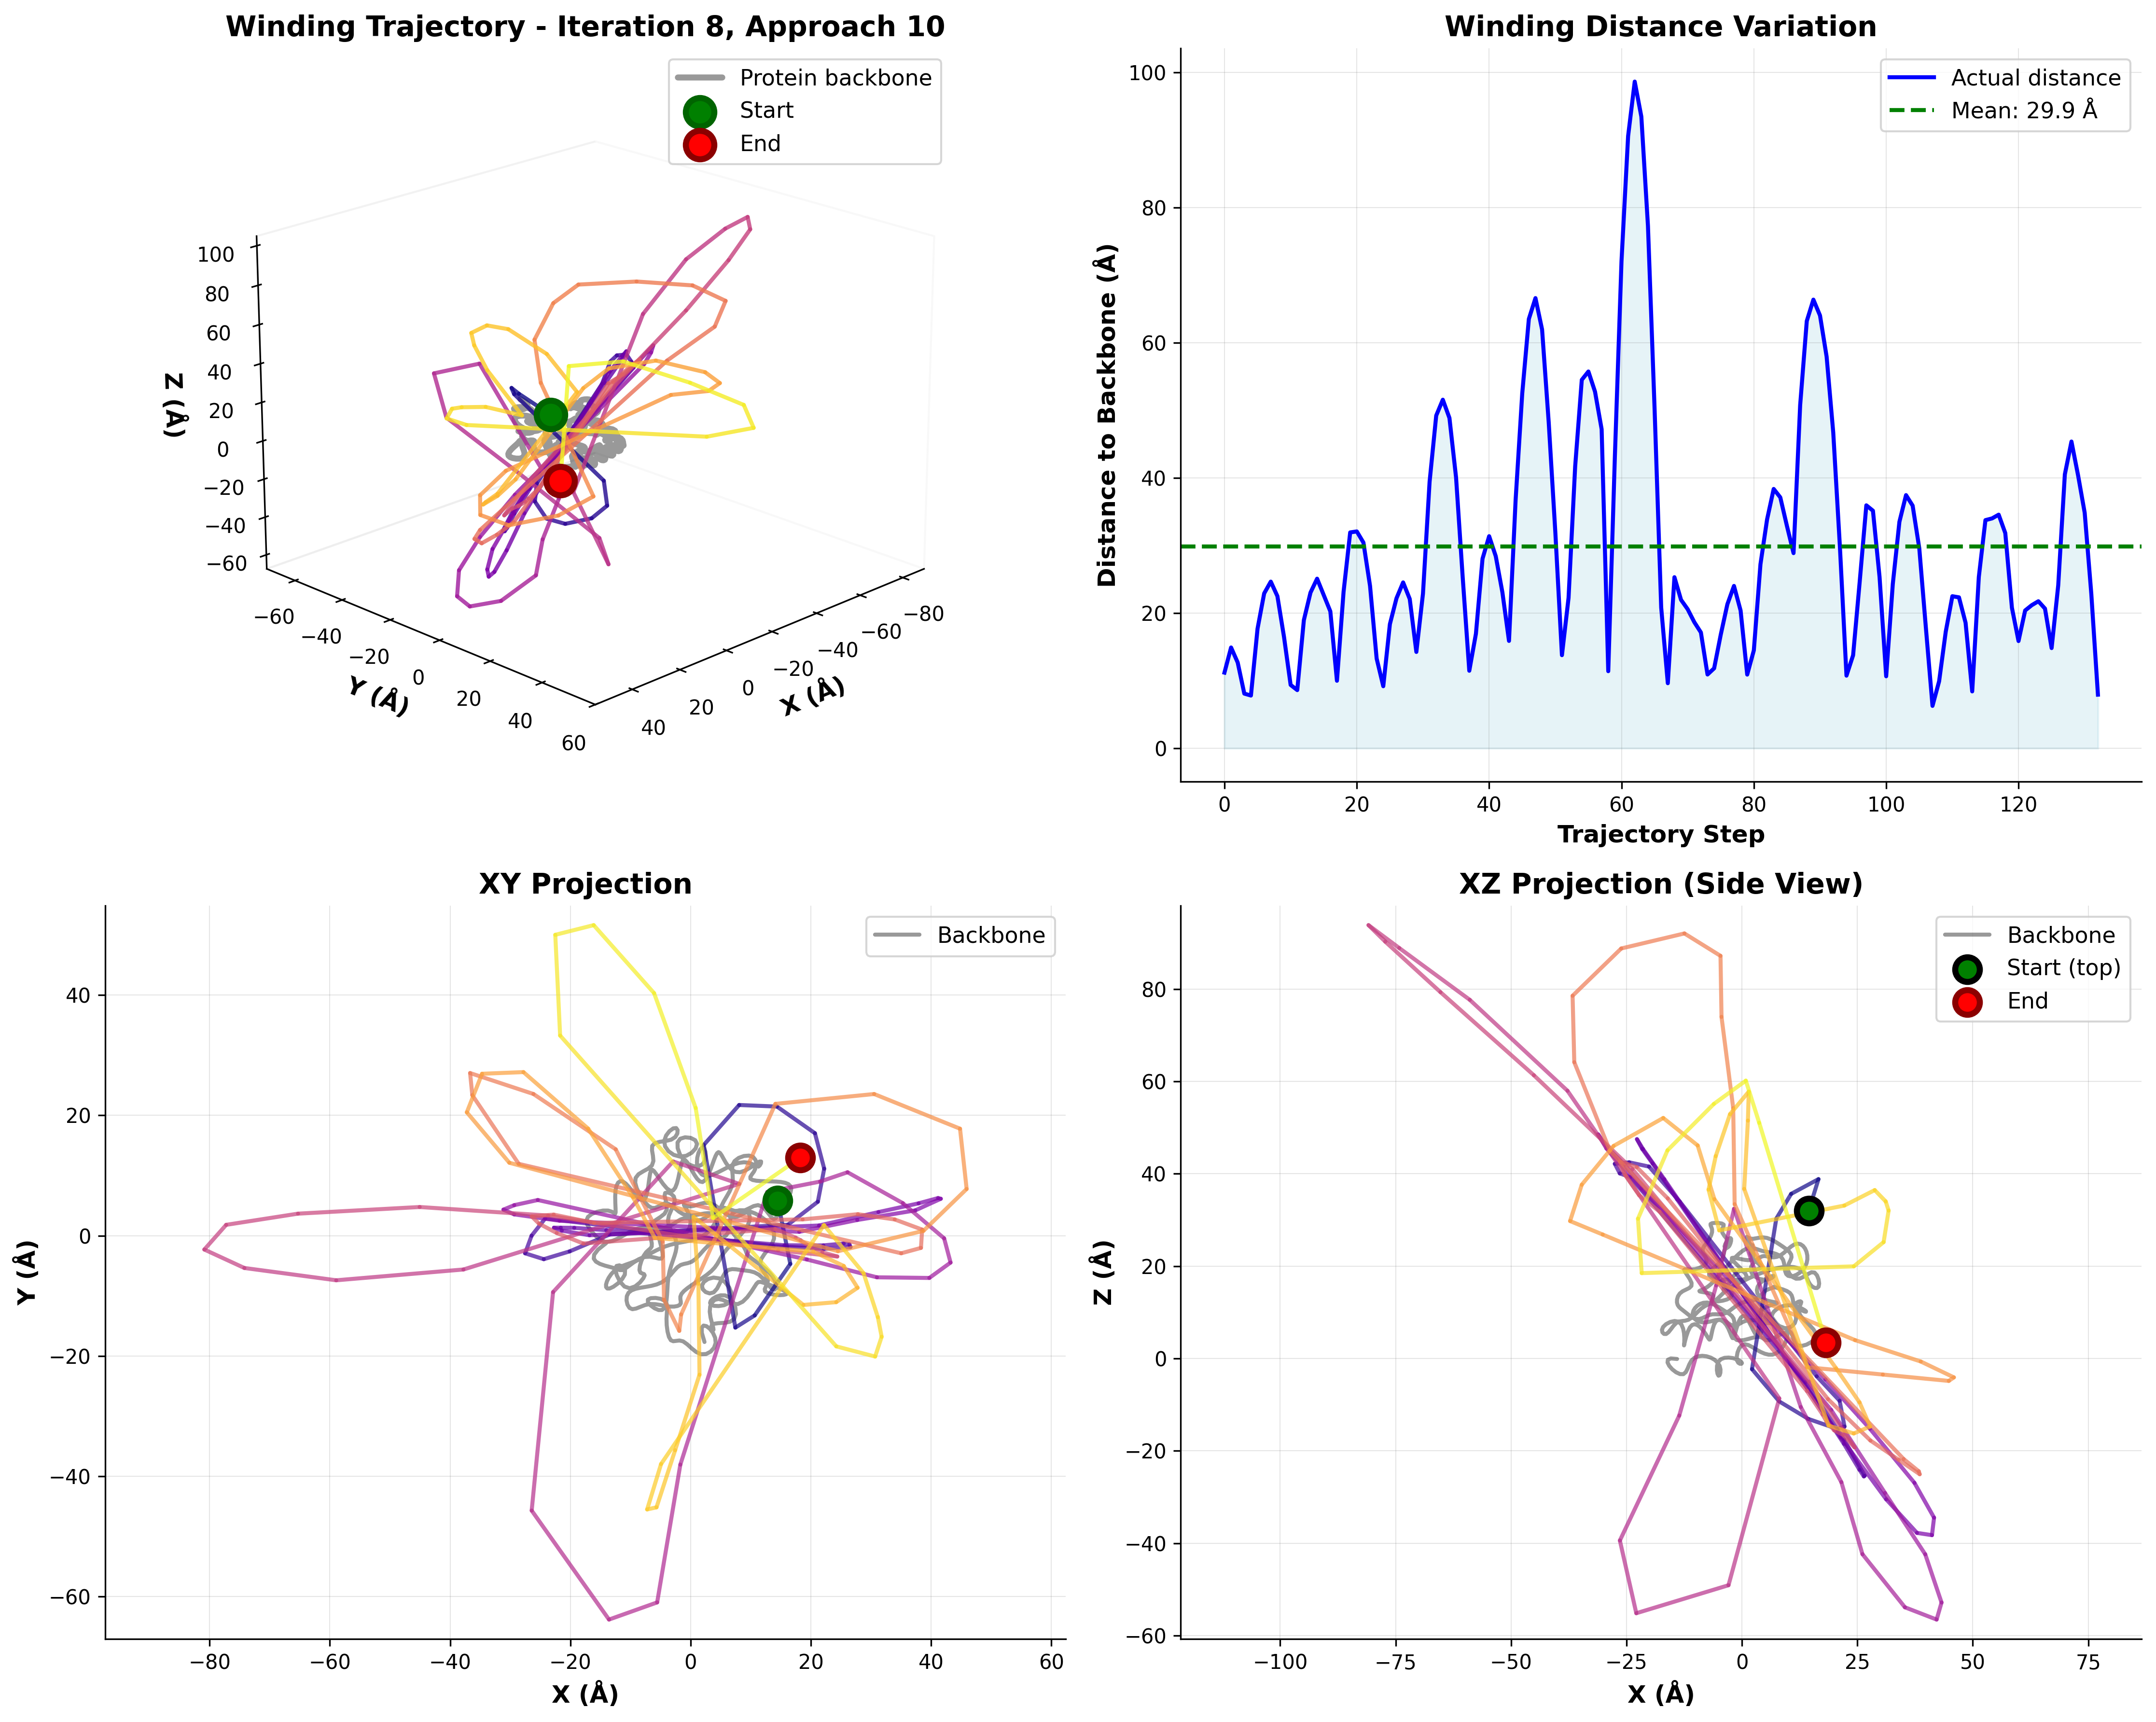 Winding Trajectory - Iteration 8, Approach 10
Protein backbone
Start
End
100
80
60
40
20
0
−20
−40
−60
Z (Å)
−60
−40
−20
0
20
40
60
Y (Å)
40
20
0
−20
−40
−60
−80
X (Å)
Winding Distance Variation
Actual distance
Mean: 29.9 Å
100
80
60
40
20
0
Distance to Backbone (Å)
0 20 40 60 80 100 120
Trajectory Step
XY Projection
Backbone
40
20
0
−20
−40
−60
Y (Å)
−80 −60 −40 −20 0 20 40 60
X (Å)
XZ Projection (Side View)
Backbone
Start (top)
End
80
60
40
20
0
−20
−40
−60
Z (Å)
−100 −75 −50 −25 0 25 50 75
X (Å)